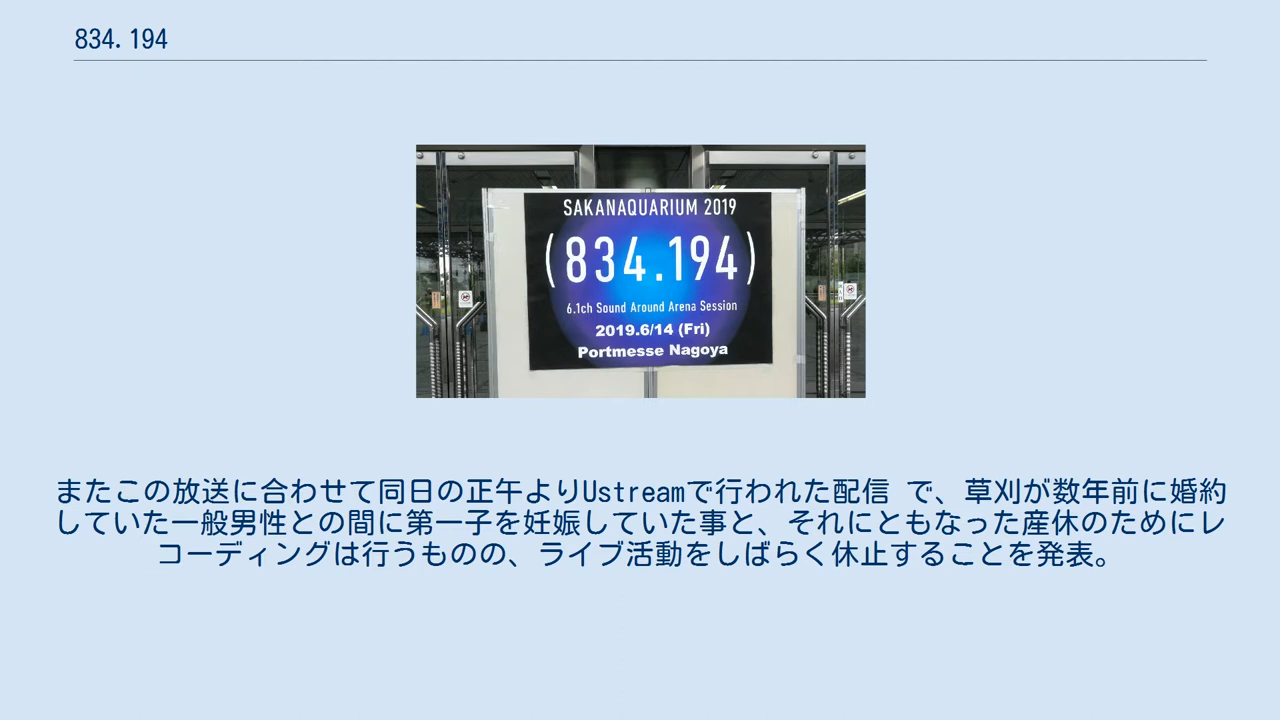 834.194
SAKANAQUARIUM 2019
(834.194)
6.1ch Sound Around Arena Session
2019.6/14 (Fri)
Portmesse Nagoya
またこの放送に合わせて同日の正午よりUstreamで行われた配信 で、草刈が数年前に婚約
していた一般男性との間に第一子を妊娠していた事と、それにともなった産休のためにレ
コーディングは行うものの、ライブ活動をしばらく休止することを発表。